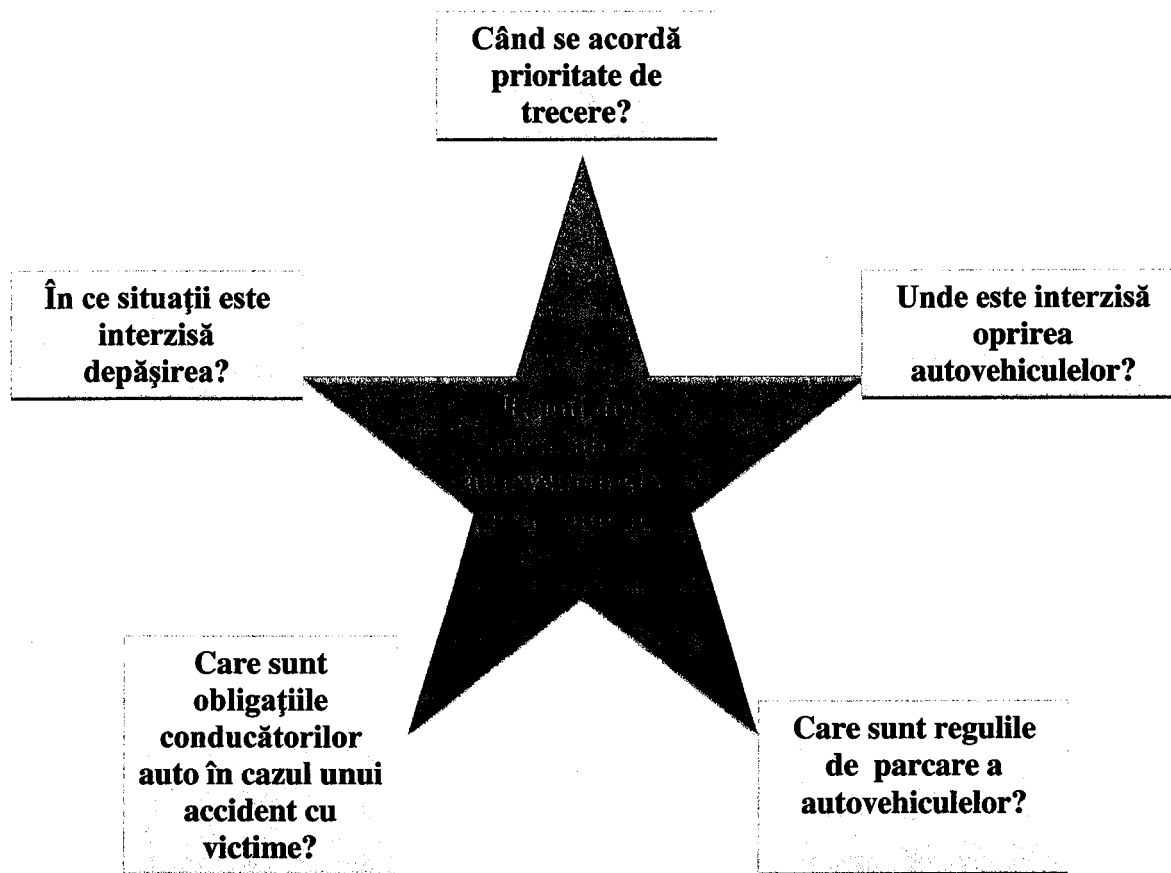 Când se acordă
prioritate de
trecere?
În ce situaţii este
interzisă
depăşirea?
Unde este interzisă
oprirea
autovehiculelor?
Care sunt
obligaţiile
conducătorilor
auto în cazul unui
accident cu
victime?
Care sunt regulile
de parcare a
autovehiculelor?